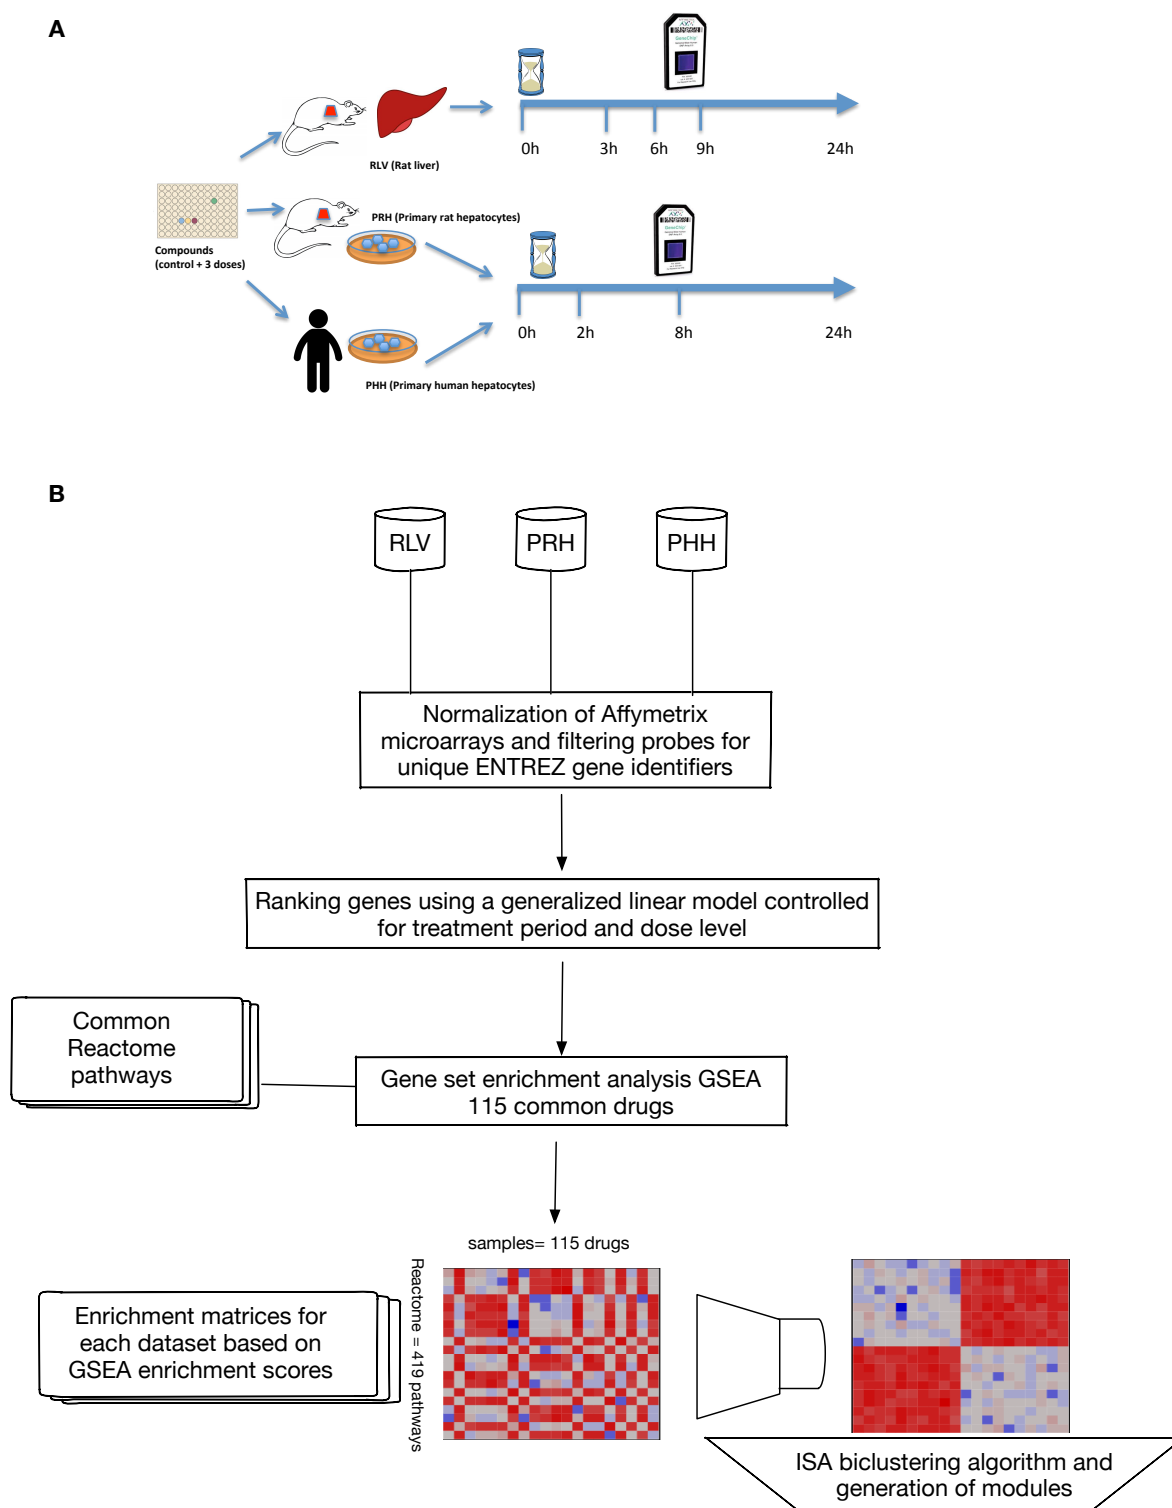 A
GeneChip
0h
3h
6h
9h
24h
RLV (Rat liver)
PRH (Primary rat hepatocytes)
Compounds
(control + 3 doses)
GeneChip
0h
2h
8h
24h
PHH (Primary human hepatocytes)
B
RLV
PRH
PHH
Normalization of Affymetrix
microarrays and filtering probes for
unique ENTREZ gene identifiers
Ranking genes using a generalized linear model controlled
for treatment period and dose level
Common
Reactome
pathways
Gene set enrichment analysis GSEA
115 common drugs
samples= 115 drugs
Reactome = 419 pathways
Enrichment matrices for
each dataset based on
GSEA enrichment scores
ISA biclustering algorithm and
generation of modules